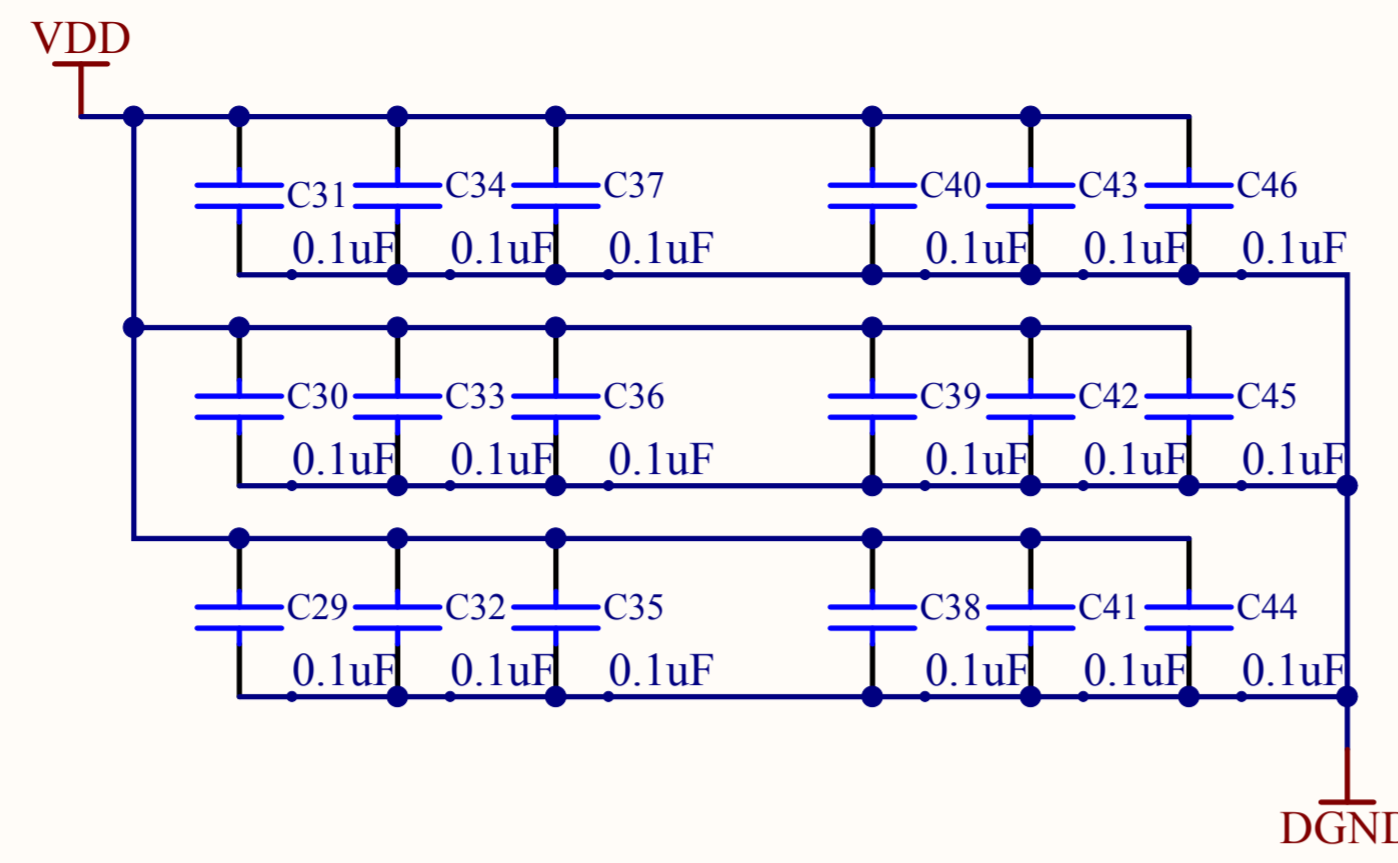 VDD
C31 C34 C37 C40 C43 C46
0.1uF 0.1uF 0.1uF 0.1uF 0.1uF 0.1uF
C30 C33 C36 C39 C42 C45
0.1uF 0.1uF 0.1uF 0.1uF 0.1uF 0.1uF
C29 C32 C35 C38 C41 C44
0.1uF 0.1uF 0.1uF 0.1uF 0.1uF 0.1uF
DGND